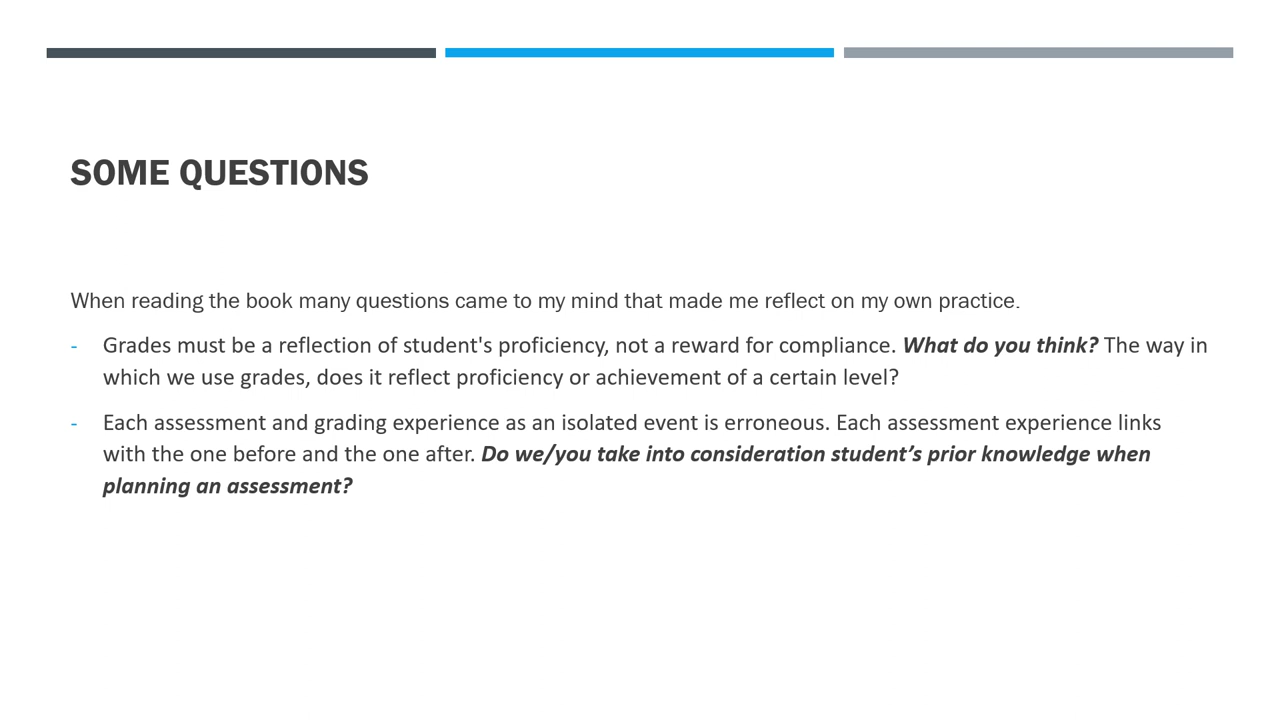 SOME QUESTIONS
When reading the book many questions came to my mind that made me reflect on my own practice.
- Grades must be a reflection of student's proficiency, not a reward for compliance. What do you think? The way in
which we use grades, does it reflect proficiency or achievement of a certain level?
- Each assessment and grading experience as an isolated event is erroneous. Each assessment experience links
with the one before and the one after. Do we/you take into consideration student’s prior knowledge when
planning an assessment?